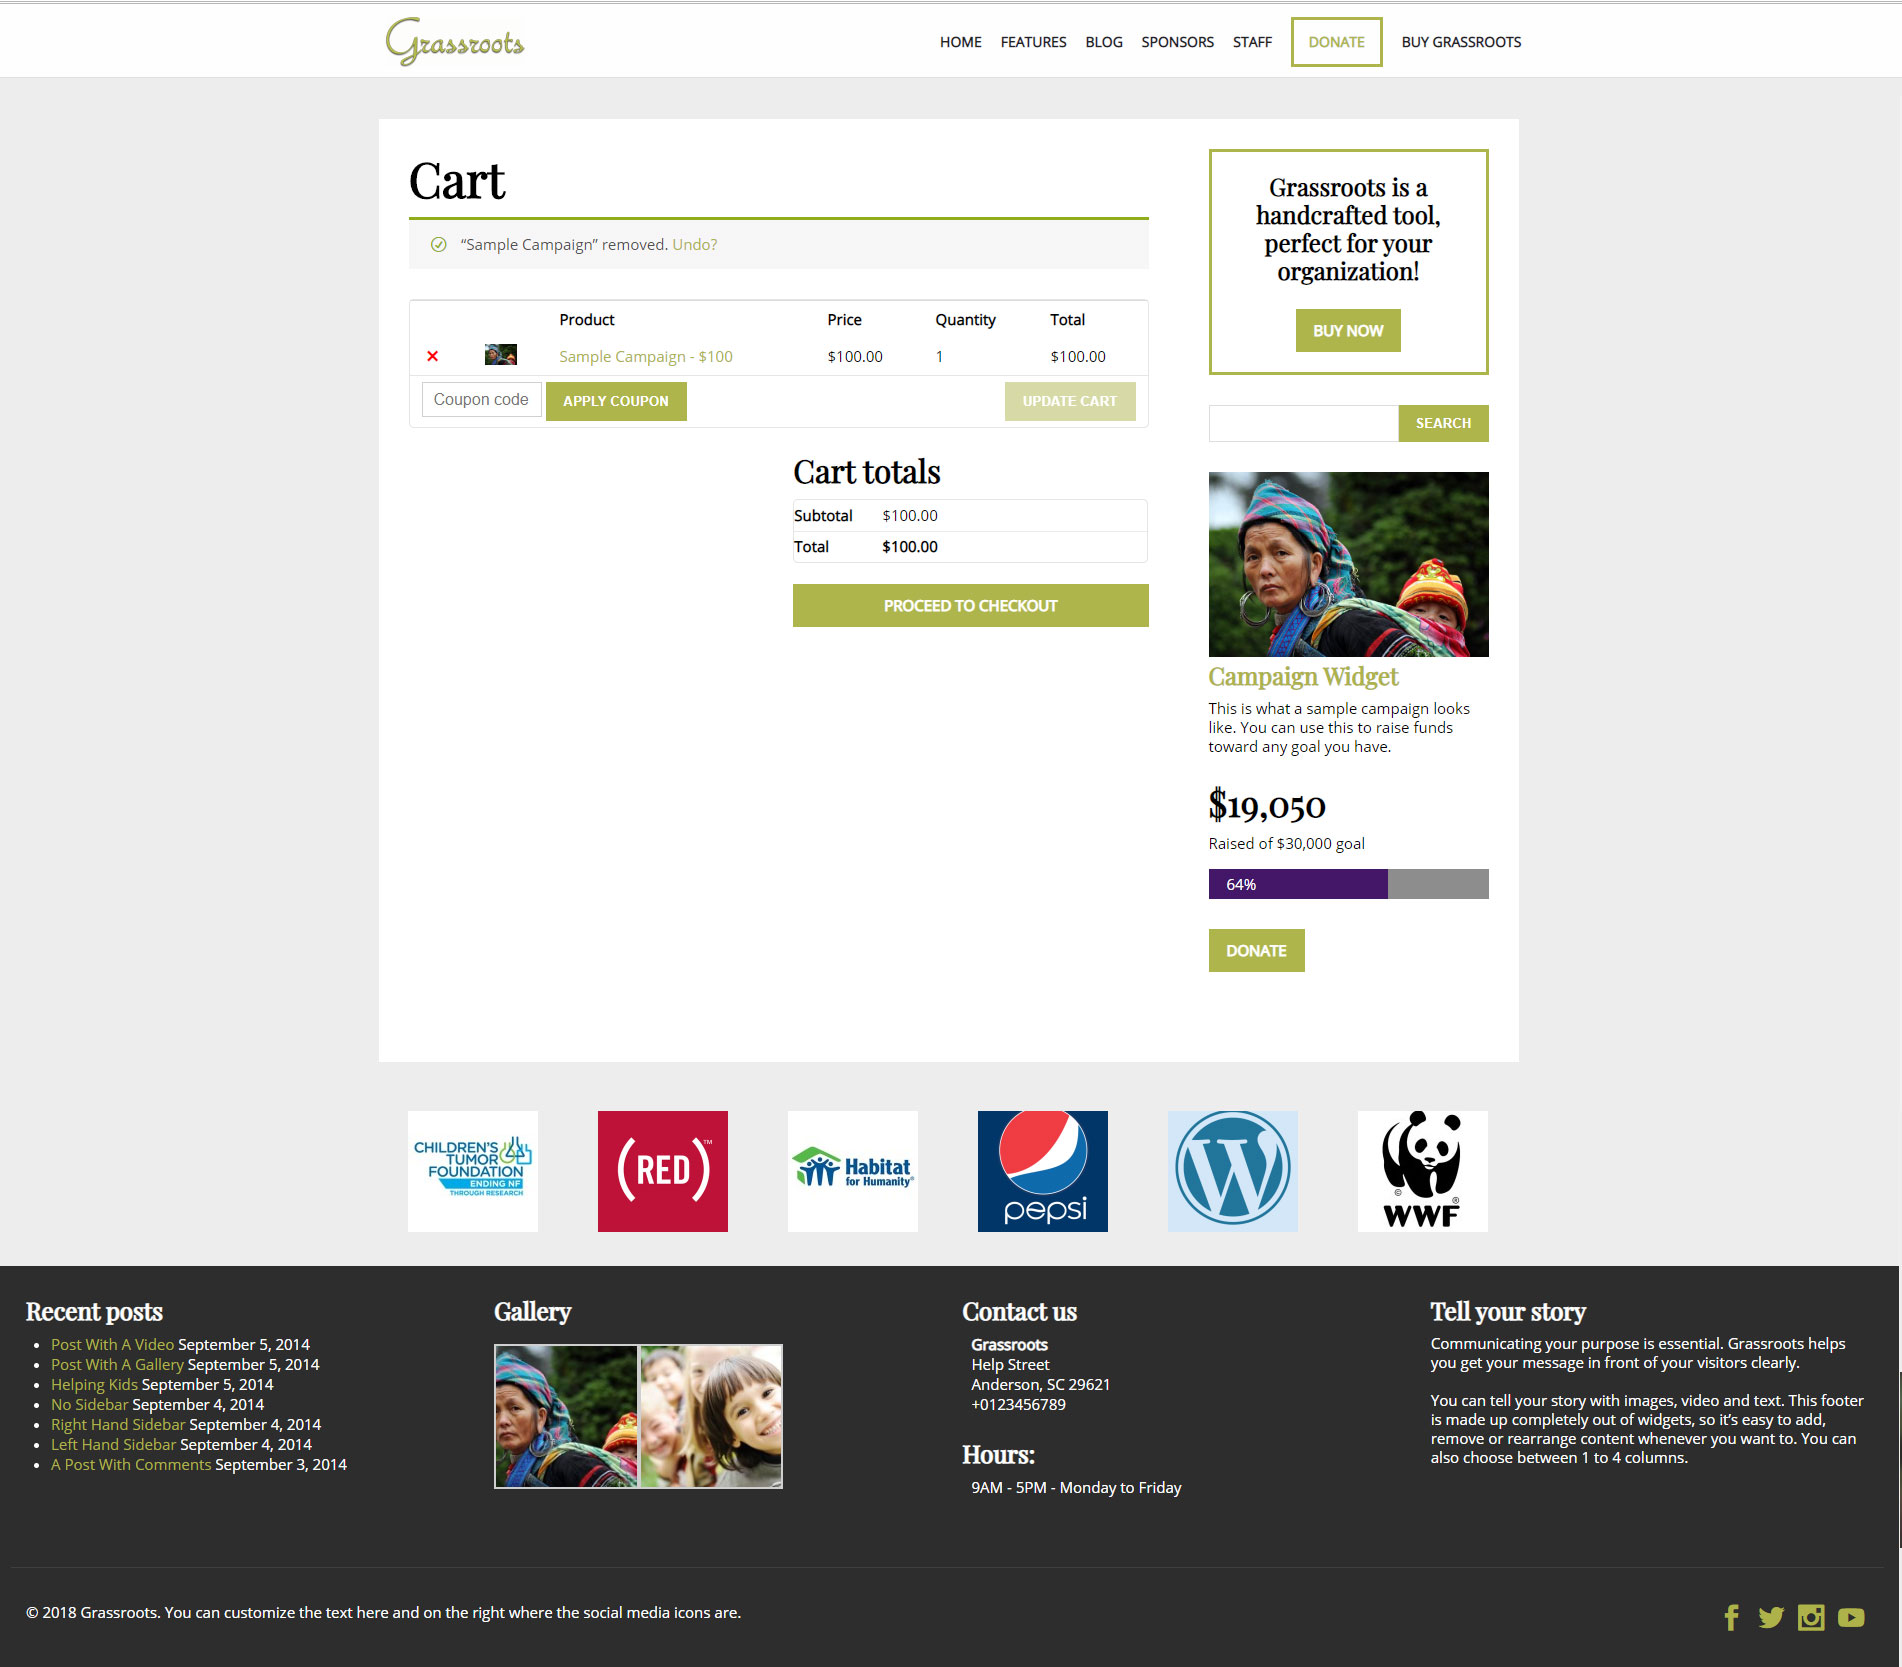 Grassroots
HOME FEATURES BLOG SPONSORS STAFF DONATE BUY GRASSROOTS
Cart
“Sample Campaign” removed. Undo?
Product Price Quantity Total
Sample Campaign - $100 $100.00 1 $100.00
Coupon code APPLY COUPON UPDATE CART
Cart totals
Subtotal $100.00
Total $100.00
PROCEED TO CHECKOUT
Grassroots is a
handcrafted tool,
perfect for your
organization!
BUY NOW
SEARCH
Campaign Widget
This is what a sample campaign looks
like. You can use this to raise funds
toward any goal you have.
$19,050
Raised of $30,000 goal
64%
DONATE
CHILDREN'S
TUMOR
FOUNDATION
ENDING NF
THROUGH RESEARCH
(RED)™
Habitat
for Humanity®
pepsi
W
©
®
WWF
Recent posts
Post With A Video September 5, 2014
Post With A Gallery September 5, 2014
Helping Kids September 5, 2014
No Sidebar September 4, 2014
Right Hand Sidebar September 4, 2014
Left Hand Sidebar September 4, 2014
A Post With Comments September 3, 2014
Gallery
Contact us
Grassroots
Help Street
Anderson, SC 29621
+0123456789
Hours:
9AM - 5PM - Monday to Friday
Tell your story
Communicating your purpose is essential. Grassroots helps
you get your message in front of your visitors clearly.
You can tell your story with images, video and text. This footer
is made up completely out of widgets, so it’s easy to add,
remove or rearrange content whenever you want to. You can
also choose between 1 to 4 columns.
© 2018 Grassroots. You can customize the text here and on the right where the social media icons are.